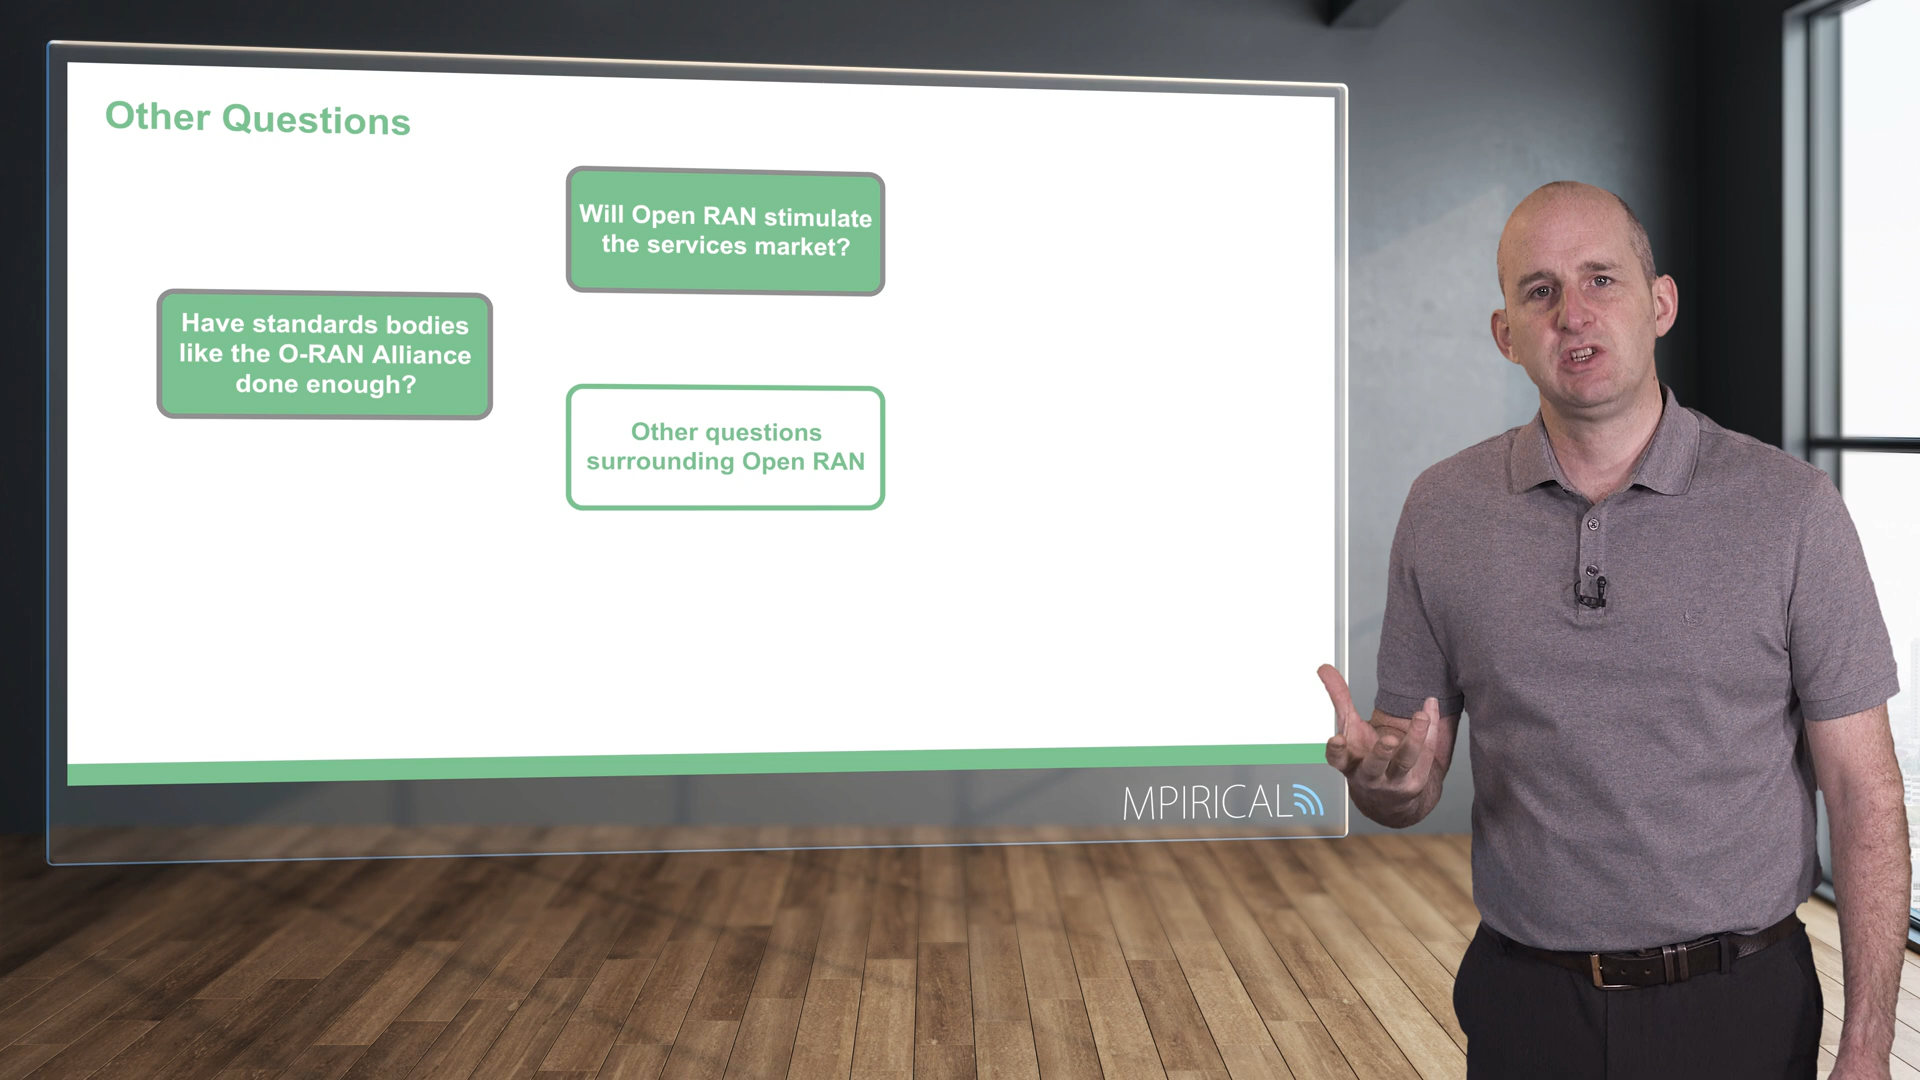 Other Questions
Will Open RAN stimulate
the services market?
Have standards bodies
like the O-RAN Alliance
done enough?
Other questions
surrounding Open RAN
MPIRICAL